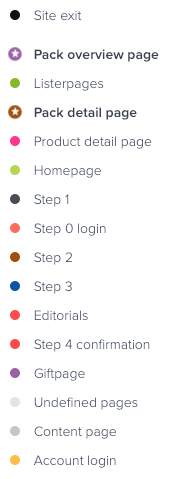 Site exit
Pack overview page
Listerpages
Pack detail page
Product detail page
Homepage
Step 1
Step 0 login
Step 2
Step 3
Editorials
Step 4 confirmation
Giftpage
Undefined pages
Content page
Account login